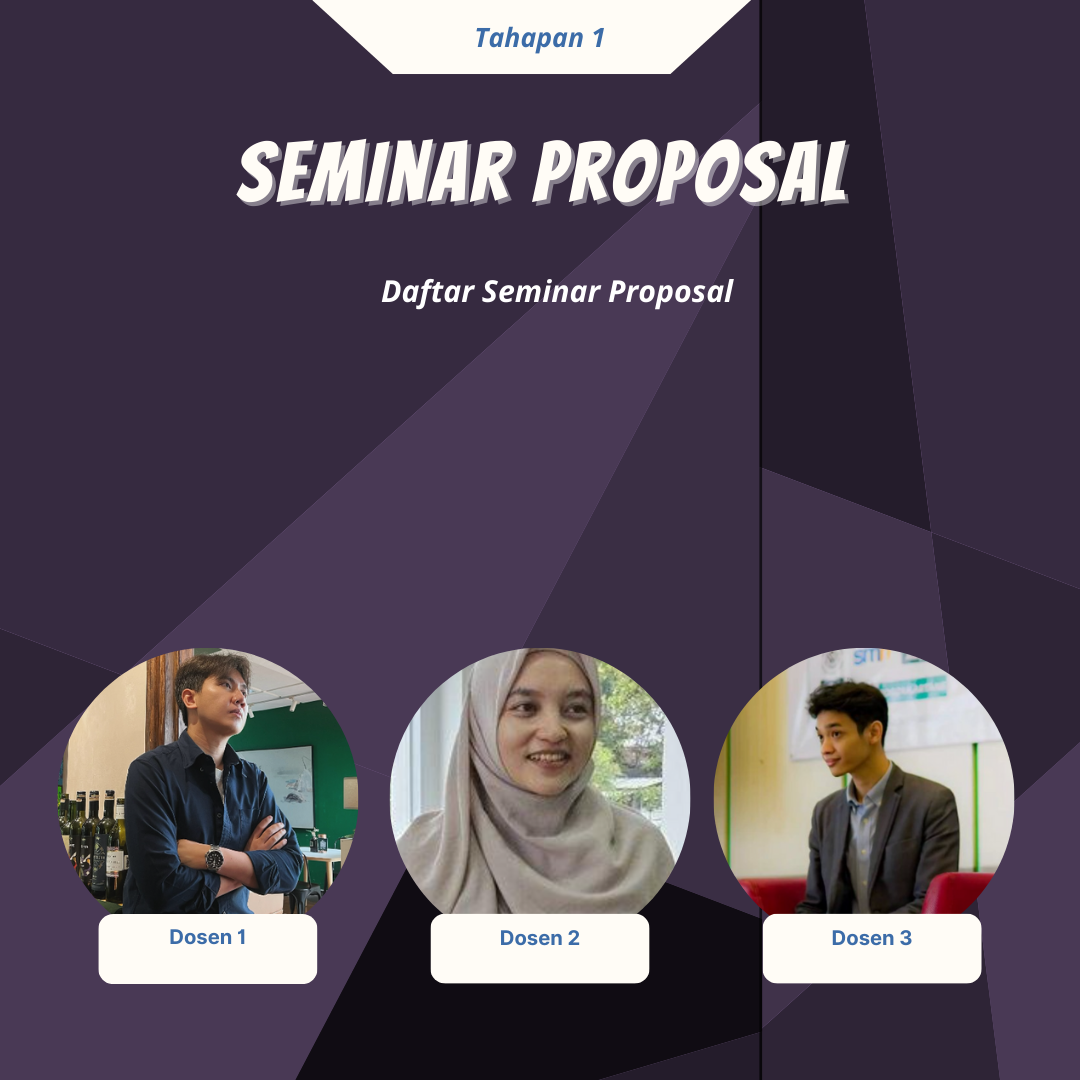 Tahapan 1
SEMINAR PROPOSAL
Daftar Seminar Proposal
Dosen 1
Dosen 2
Dosen 3